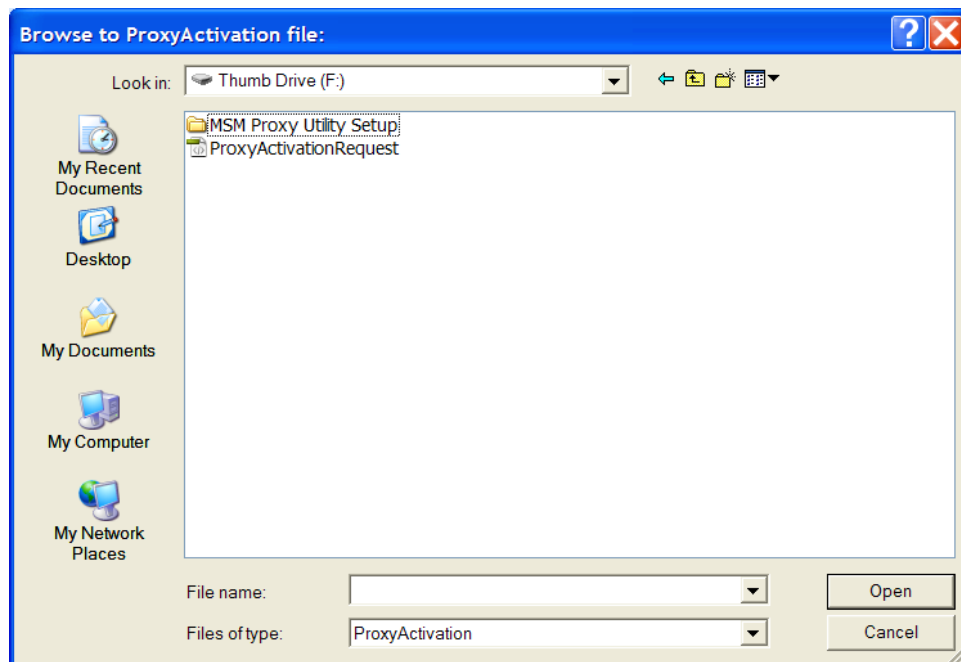 Browse to ProxyActivation file:
Look in:
Thumb Drive (F:)
MSM Proxy Utility Setup
ProxyActivationRequest
My Recent
Documents
Desktop
My Documents
My Computer
My Network
Places
File name:
Open
Files of type:
ProxyActivation
Cancel